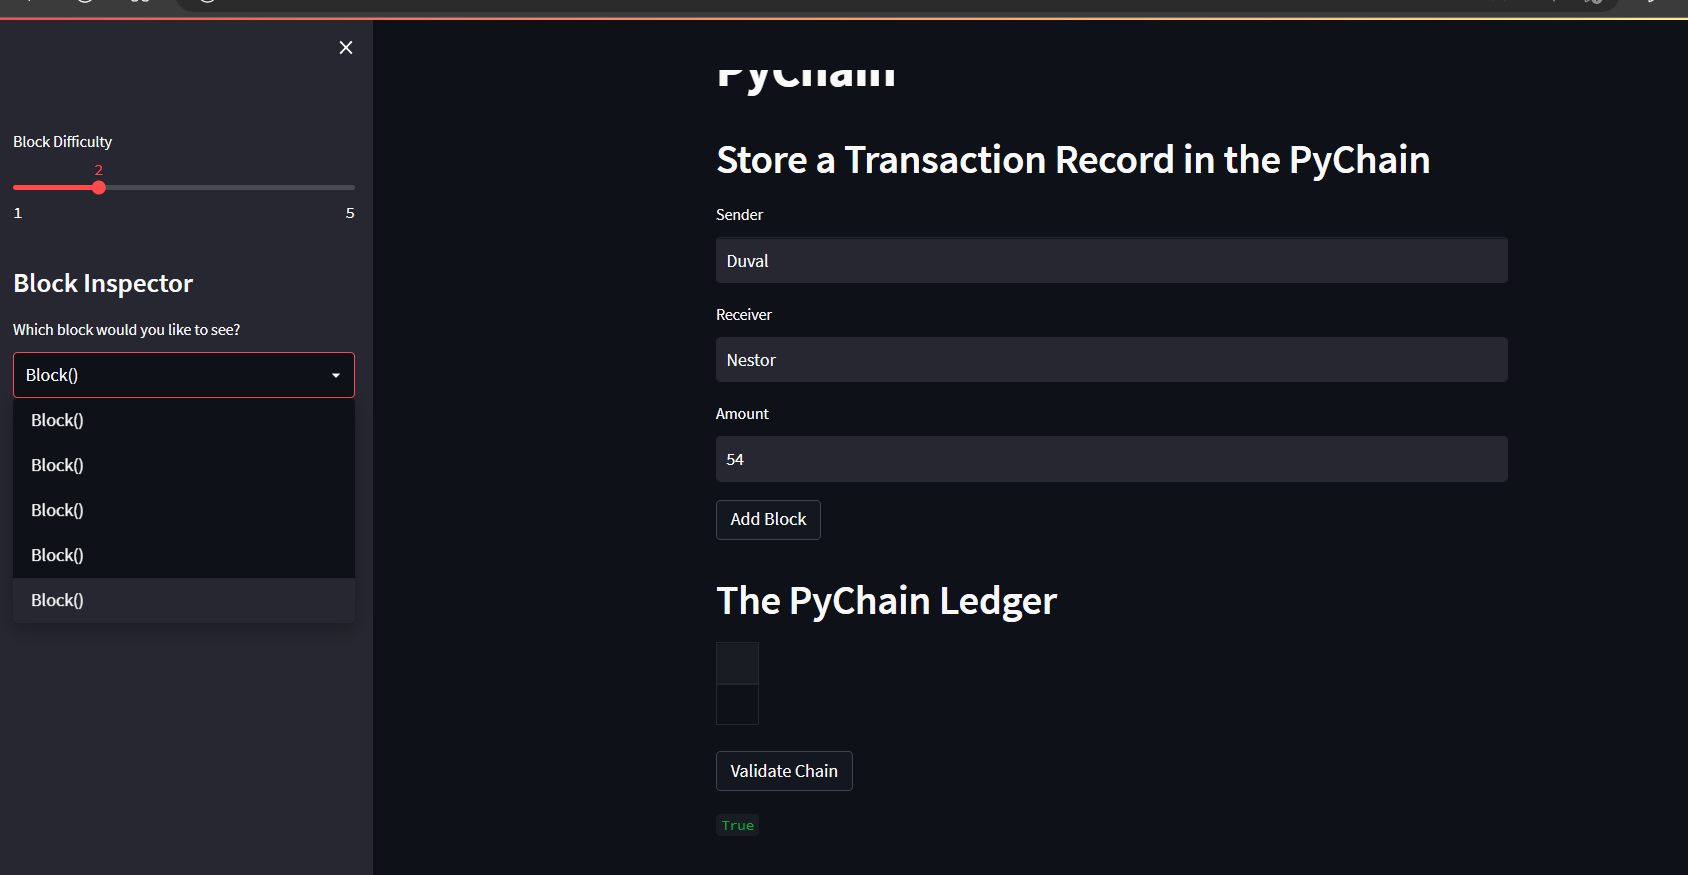 Block Difficulty
2
1 5
Block Inspector
Which block would you like to see?
Block()
Block()
Block()
Block()
Block()
Block()
PyChain
Store a Transaction Record in the PyChain
Sender
Duval
Receiver
Nestor
Amount
54
Add Block
The PyChain Ledger
Validate Chain
True